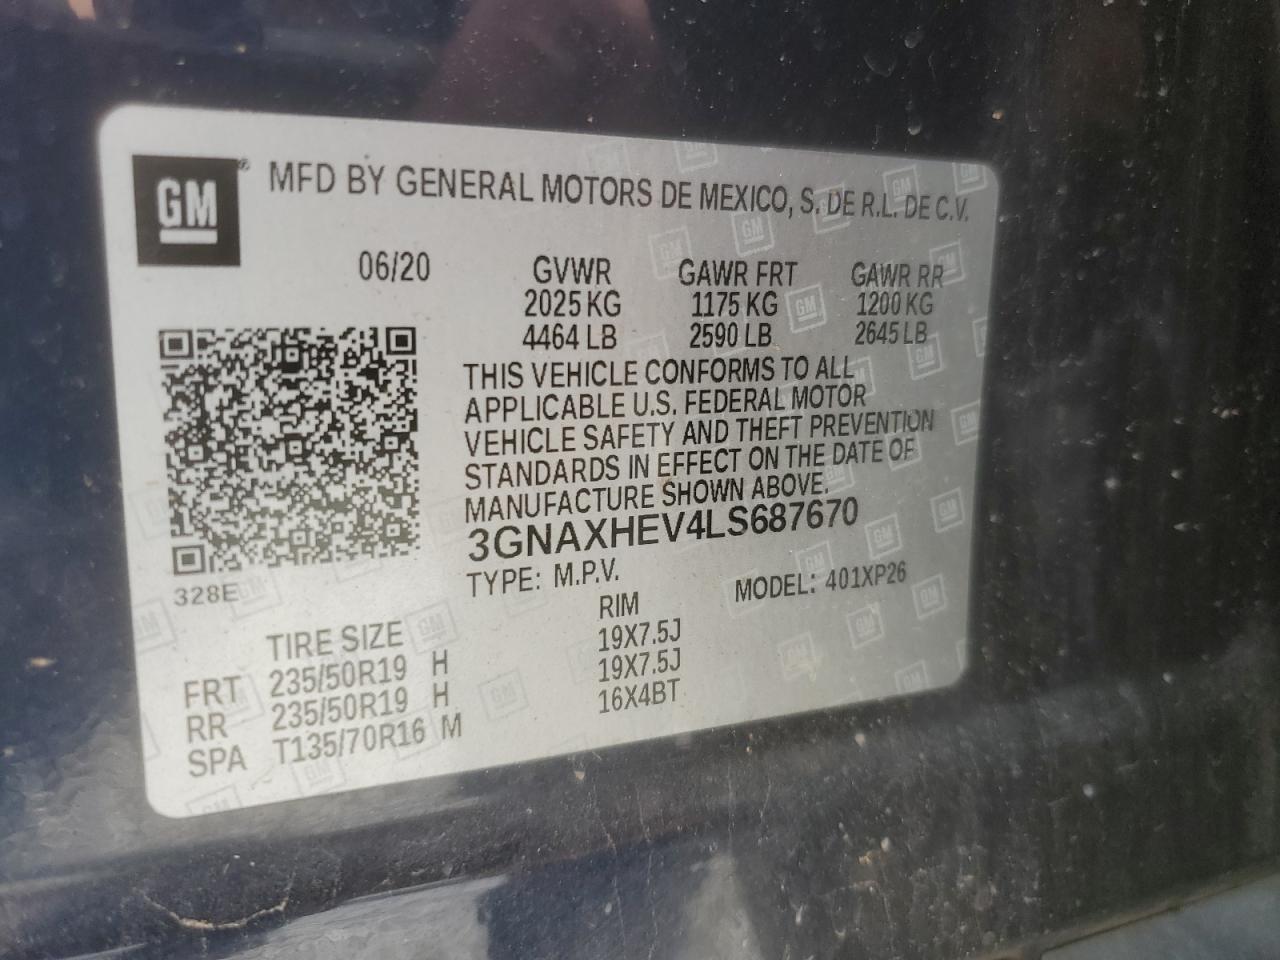 GM ® MFD BY GENERAL MOTORS DE MEXICO, S. DE R.L. DE C.V.
06/20
GVWR GAWR FRT GAWR RR
2025 KG 1175 KG 1200 KG
4464 LB 2590 LB 2645 LB
THIS VEHICLE CONFORMS TO ALL
APPLICABLE U.S. FEDERAL MOTOR
VEHICLE SAFETY AND THEFT PREVENTION
STANDARDS IN EFFECT ON THE DATE OF
MANUFACTURE SHOWN ABOVE.
3GNAXHEV4LS687670
328E
TYPE: M.P.V. MODEL: 401XP26
TIRE SIZE RIM
FRT 235/50R19 H 19X7.5J
RR 235/50R19 H 19X7.5J
SPA T135/70R16 M 16X4BT